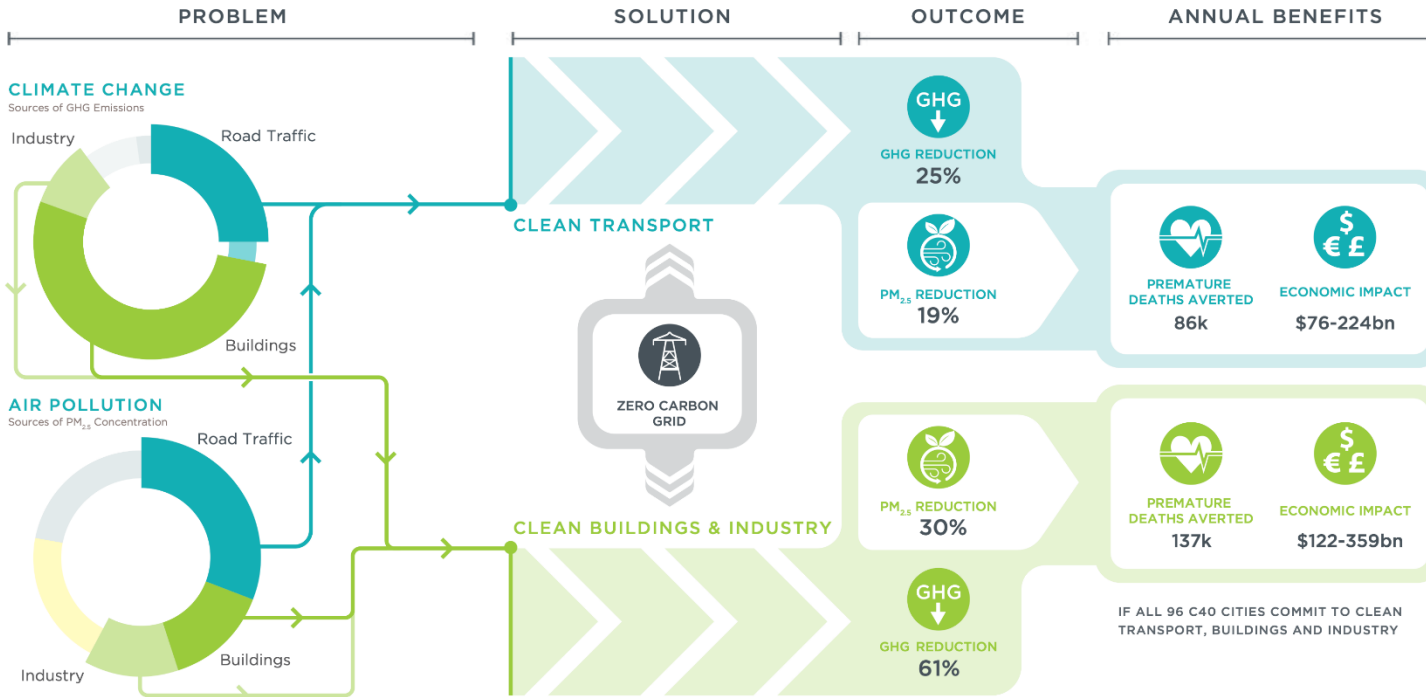 PROBLEM
SOLUTION
OUTCOME
ANNUAL BENEFITS
CLIMATE CHANGE
Sources of GHG Emissions
Industry
Road Traffic
Buildings
AIR POLLUTION
Sources of PM2.5 Concentration
Road Traffic
Buildings
Industry
CLEAN TRANSPORT
ZERO CARBON
GRID
CLEAN BUILDINGS & INDUSTRY
GHG
GHG REDUCTION
25%
PM2.5 REDUCTION
19%
PM2.5 REDUCTION
30%
GHG
GHG REDUCTION
61%
PREMATURE
DEATHS AVERTED
86k
$
€ £
ECONOMIC IMPACT
$76-224bn
PREMATURE
DEATHS AVERTED
137k
$
€ £
ECONOMIC IMPACT
$122-359bn
IF ALL 96 C40 CITIES COMMIT TO CLEAN
TRANSPORT, BUILDINGS AND INDUSTRY